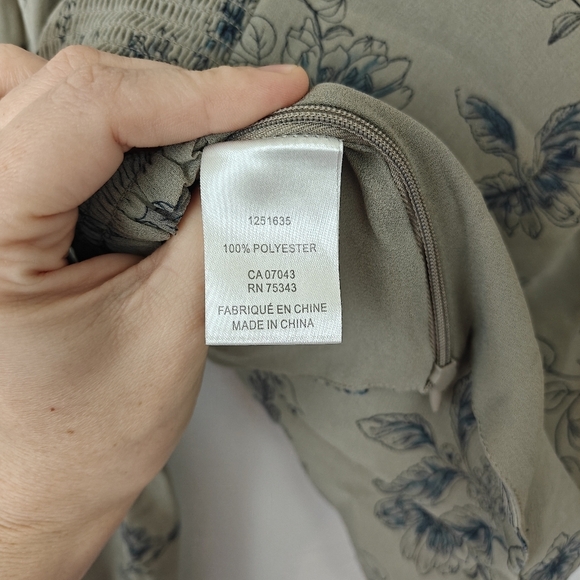 1251635
100% POLYESTER
CA 07043
RN 75343
FABRIQUÉ EN CHINE
MADE IN CHINA